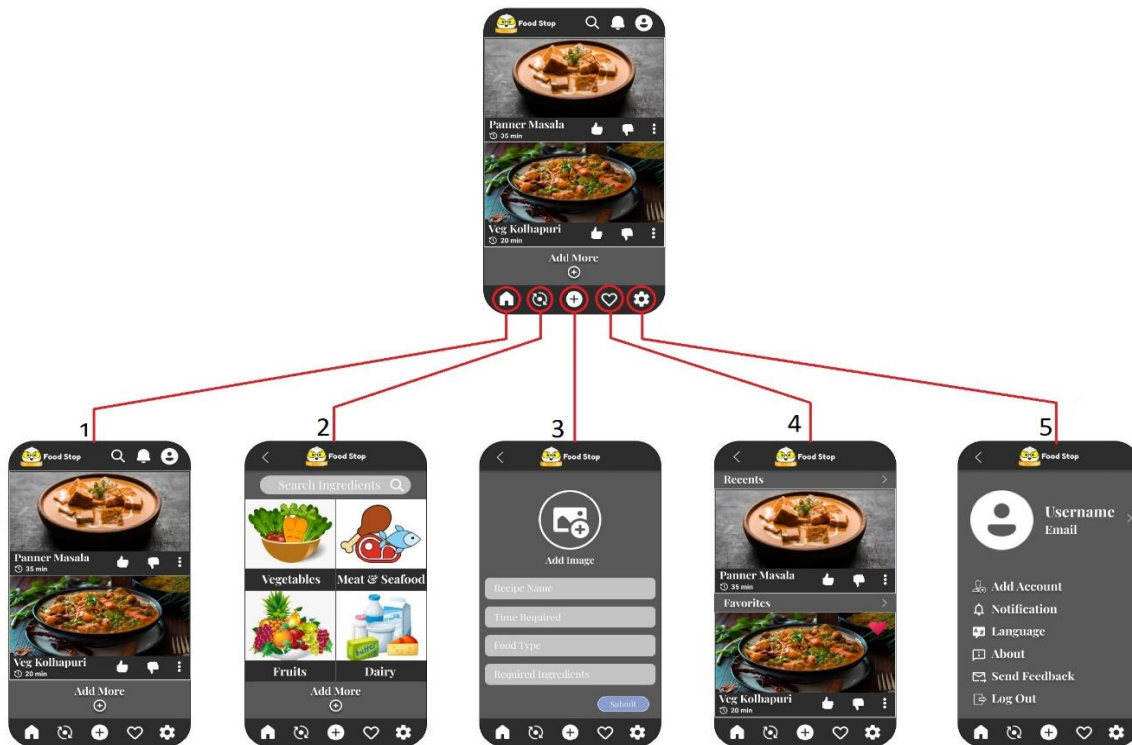 Food Stop
Panner Masala
35 min
Veg Kolhapuri
20 min
Add More
1
Food Stop
Panner Masala
35 min
Veg Kolhapuri
20 min
Add More
2
Food Stop
Search Ingredients
Vegetables
Meat & Seafood
Fruits
Dairy
Add More
3
Food Stop
Add Image
Recipe Name
Time Required
Food Type
Required Ingredients
Submit
4
Food Stop
Recents
Panner Masala
35 min
Favorites
Veg Kolhapuri
20 min
5
Food Stop
Username
Email
Add Account
Notification
Language
About
Send Feedback
Log Out